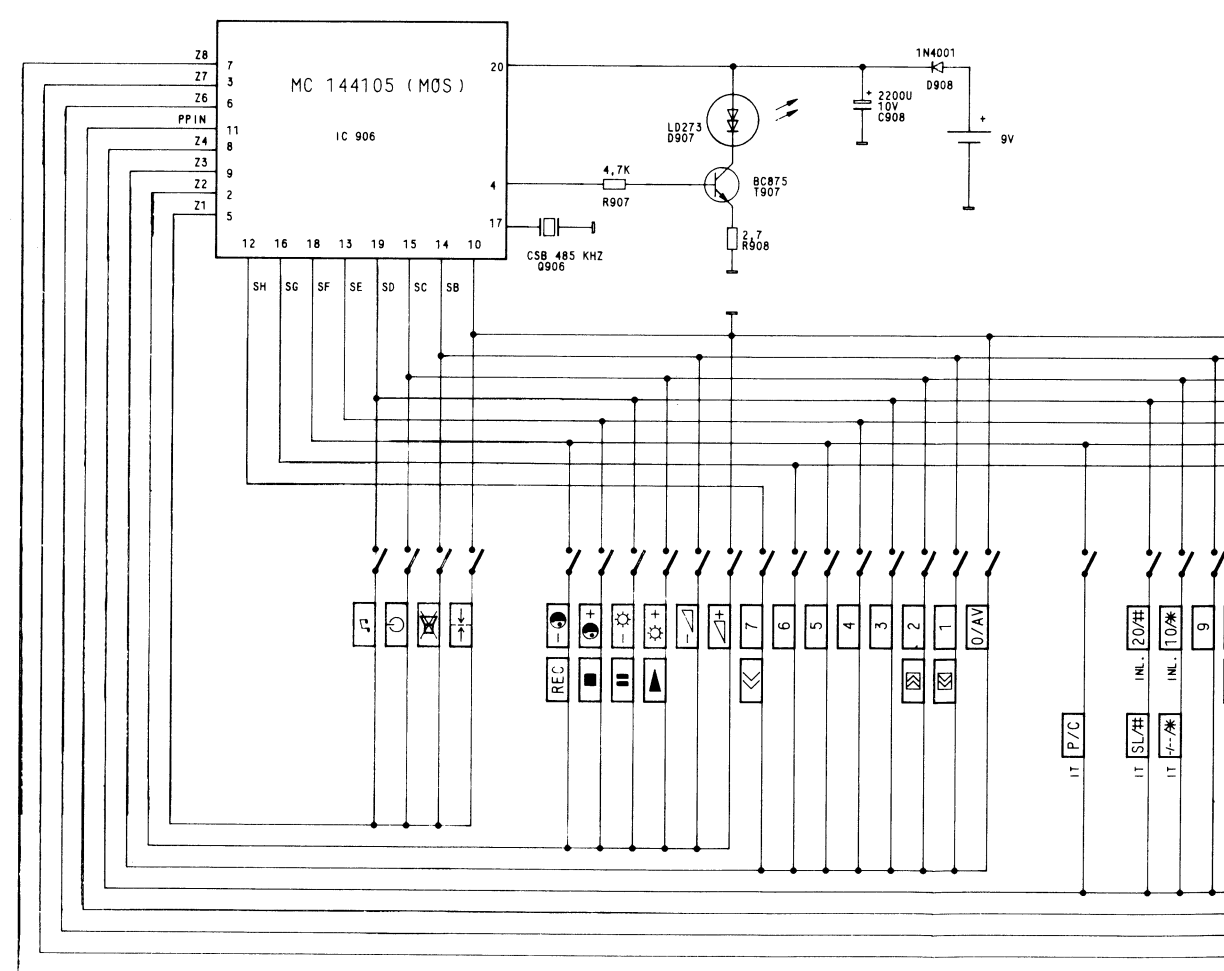 Z8
7
Z7
3
Z6
6
PPIN
11
Z4
8
Z3
9
Z2
2
Z1
5
MC 144105 (MØS)
IC 906
20
4
17
12 16 18 13 19 15 14 10
SH SG SF SE SD SC SB
1N4001
D908
+
2200U
10V
C908
+
9V
LD273
D907
BC875
T907
4,7K
R907
2,7
R908
CSB 485 KHZ
Q906
-
+
-
+
-
+
7
6
5
4
3
2
1
0/AV
INL. 20/#
INL. 10/*
9
REC
IT P/C
IT SL/#
IT -/--/*